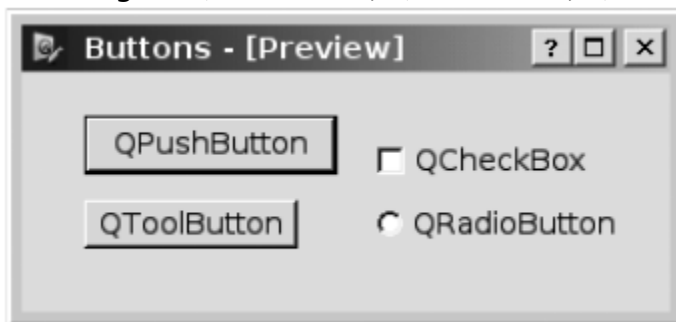 Buttons - [Preview]
?
QPushButton
QCheckBox
QToolButton
QRadioButton